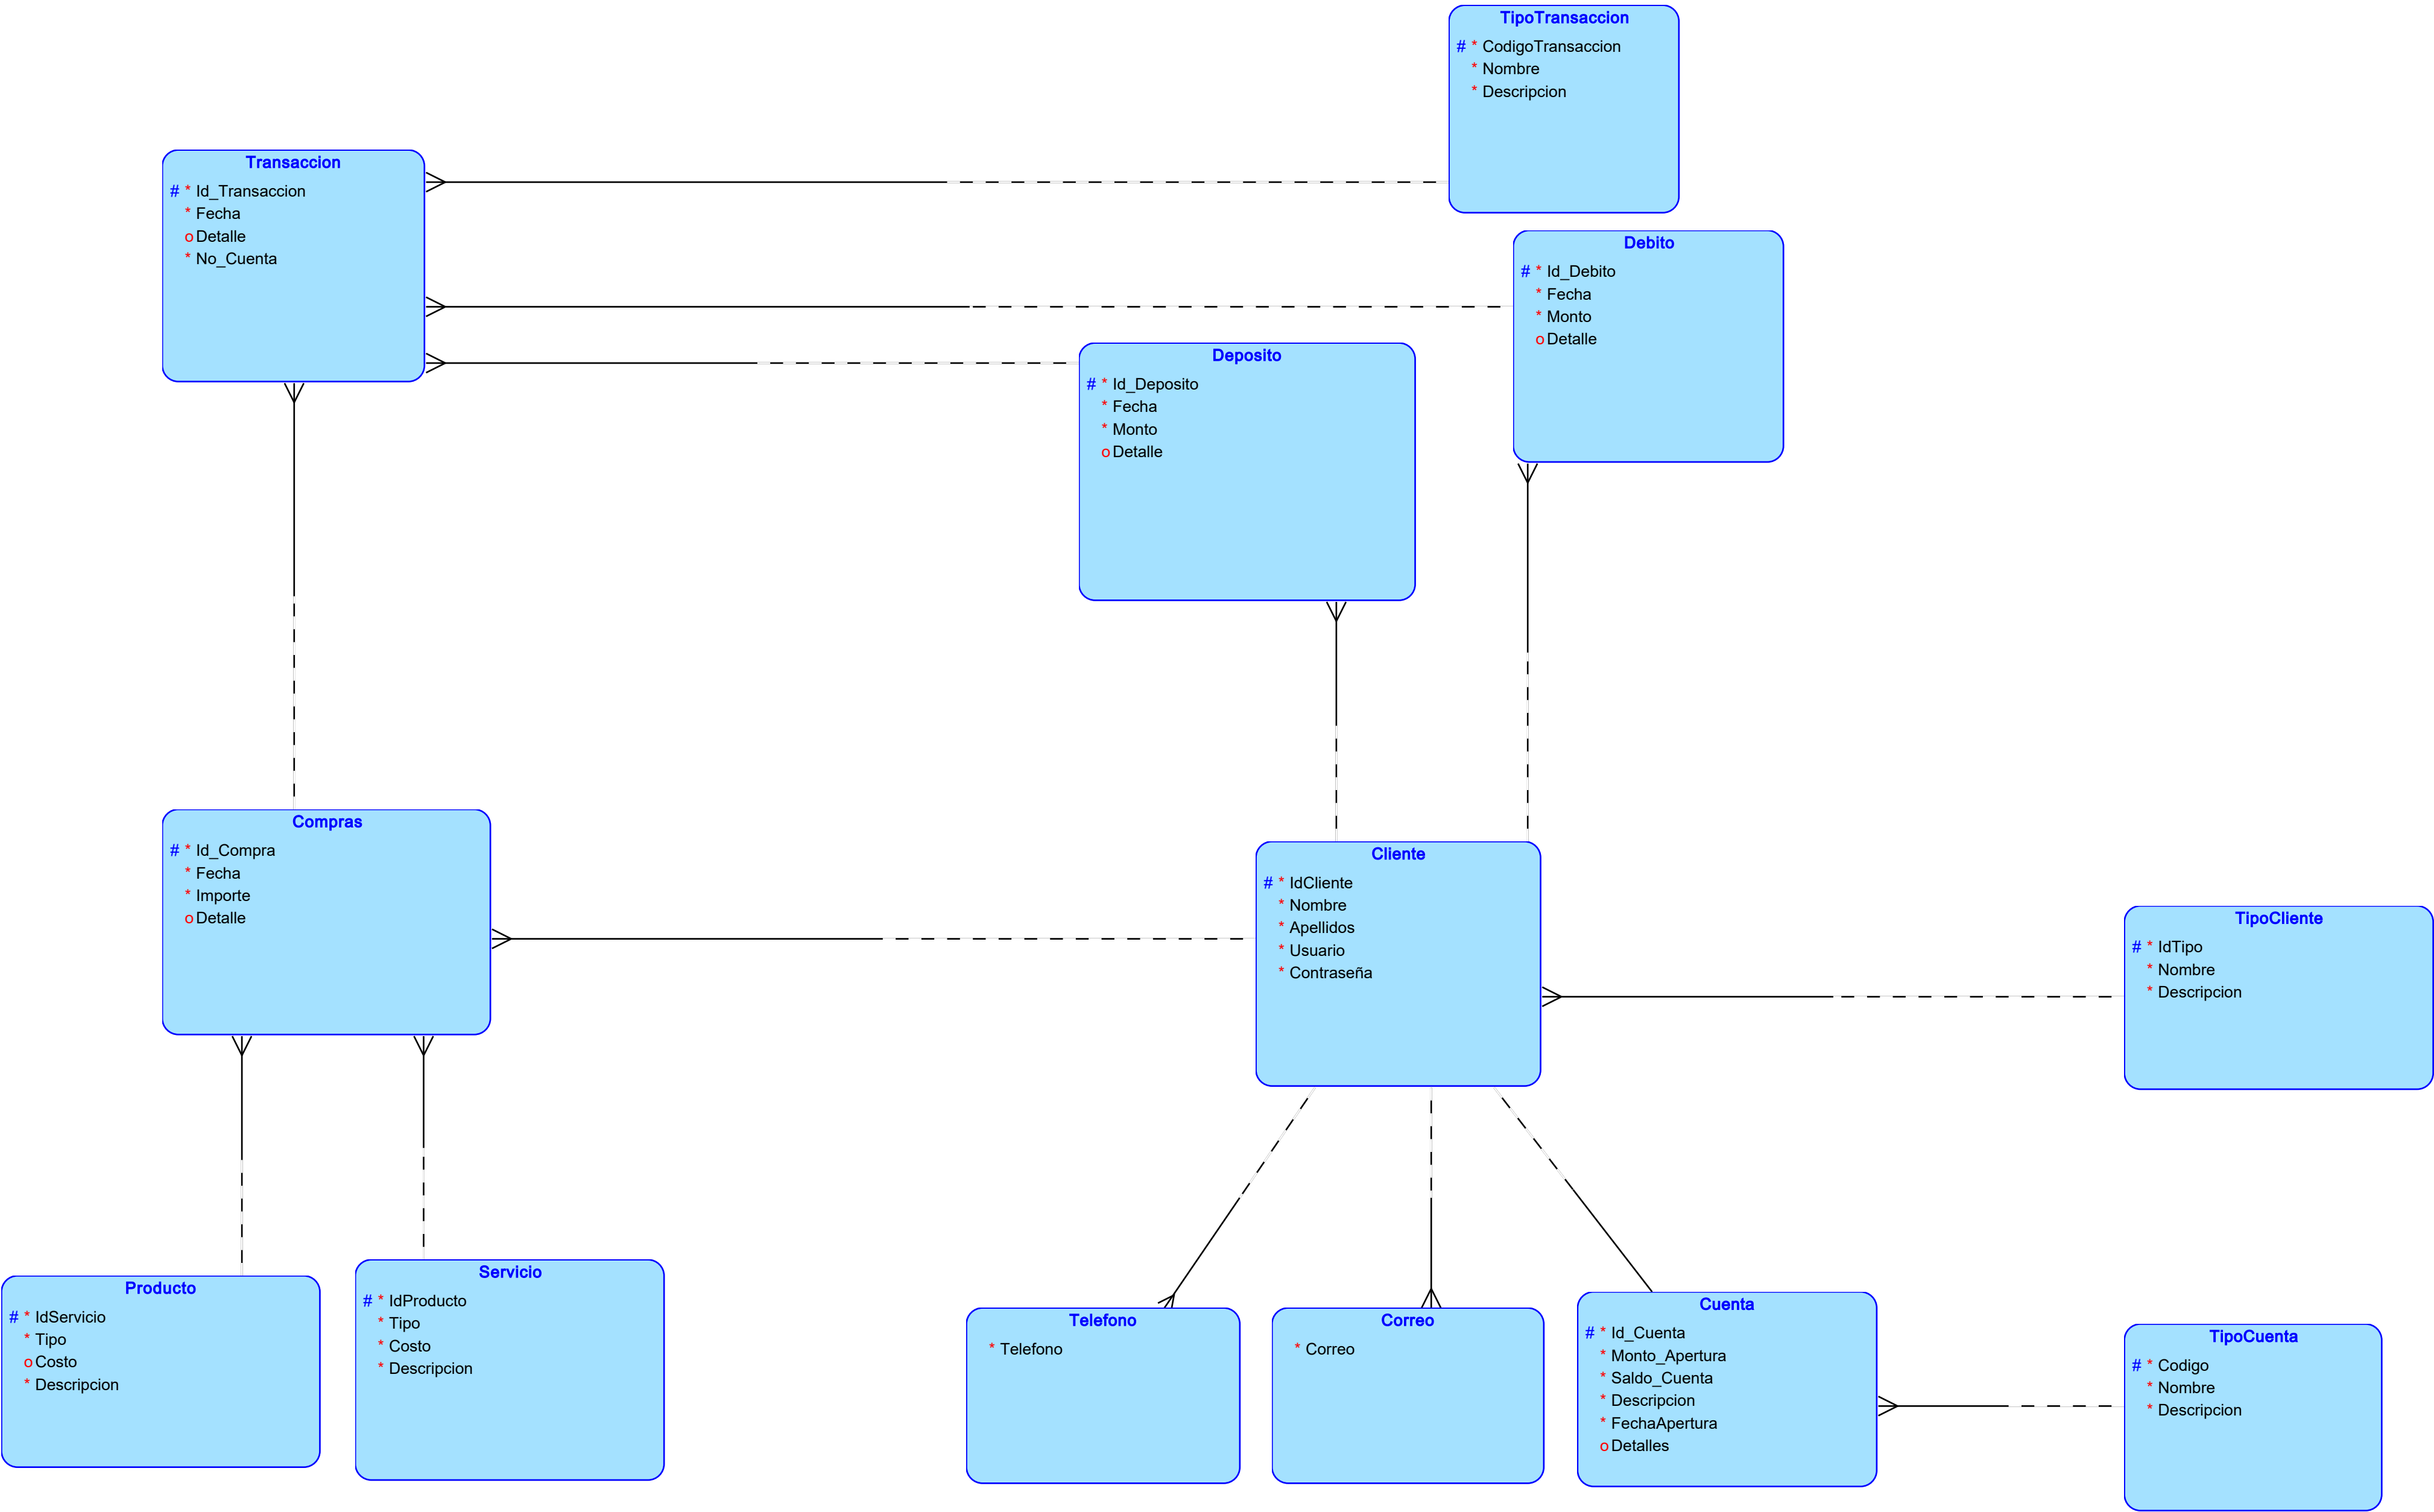 TipoTransaccion
# * CodigoTransaccion
* Nombre
* Descripcion
Transaccion
# * Id_Transaccion
* Fecha
o Detalle
* No_Cuenta
Debito
# * Id_Debito
* Fecha
* Monto
o Detalle
Deposito
# * Id_Deposito
* Fecha
* Monto
o Detalle
Compras
# * Id_Compra
* Fecha
* Importe
o Detalle
Cliente
# * IdCliente
* Nombre
* Apellidos
* Usuario
* Contraseña
TipoCliente
# * IdTipo
* Nombre
* Descripcion
Producto
# * IdServicio
* Tipo
o Costo
* Descripcion
Servicio
# * IdProducto
* Tipo
* Costo
* Descripcion
Telefono
* Telefono
Correo
* Correo
Cuenta
# * Id_Cuenta
* Monto_Apertura
* Saldo_Cuenta
* Descripcion
* FechaApertura
o Detalles
TipoCuenta
# * Codigo
* Nombre
* Descripcion